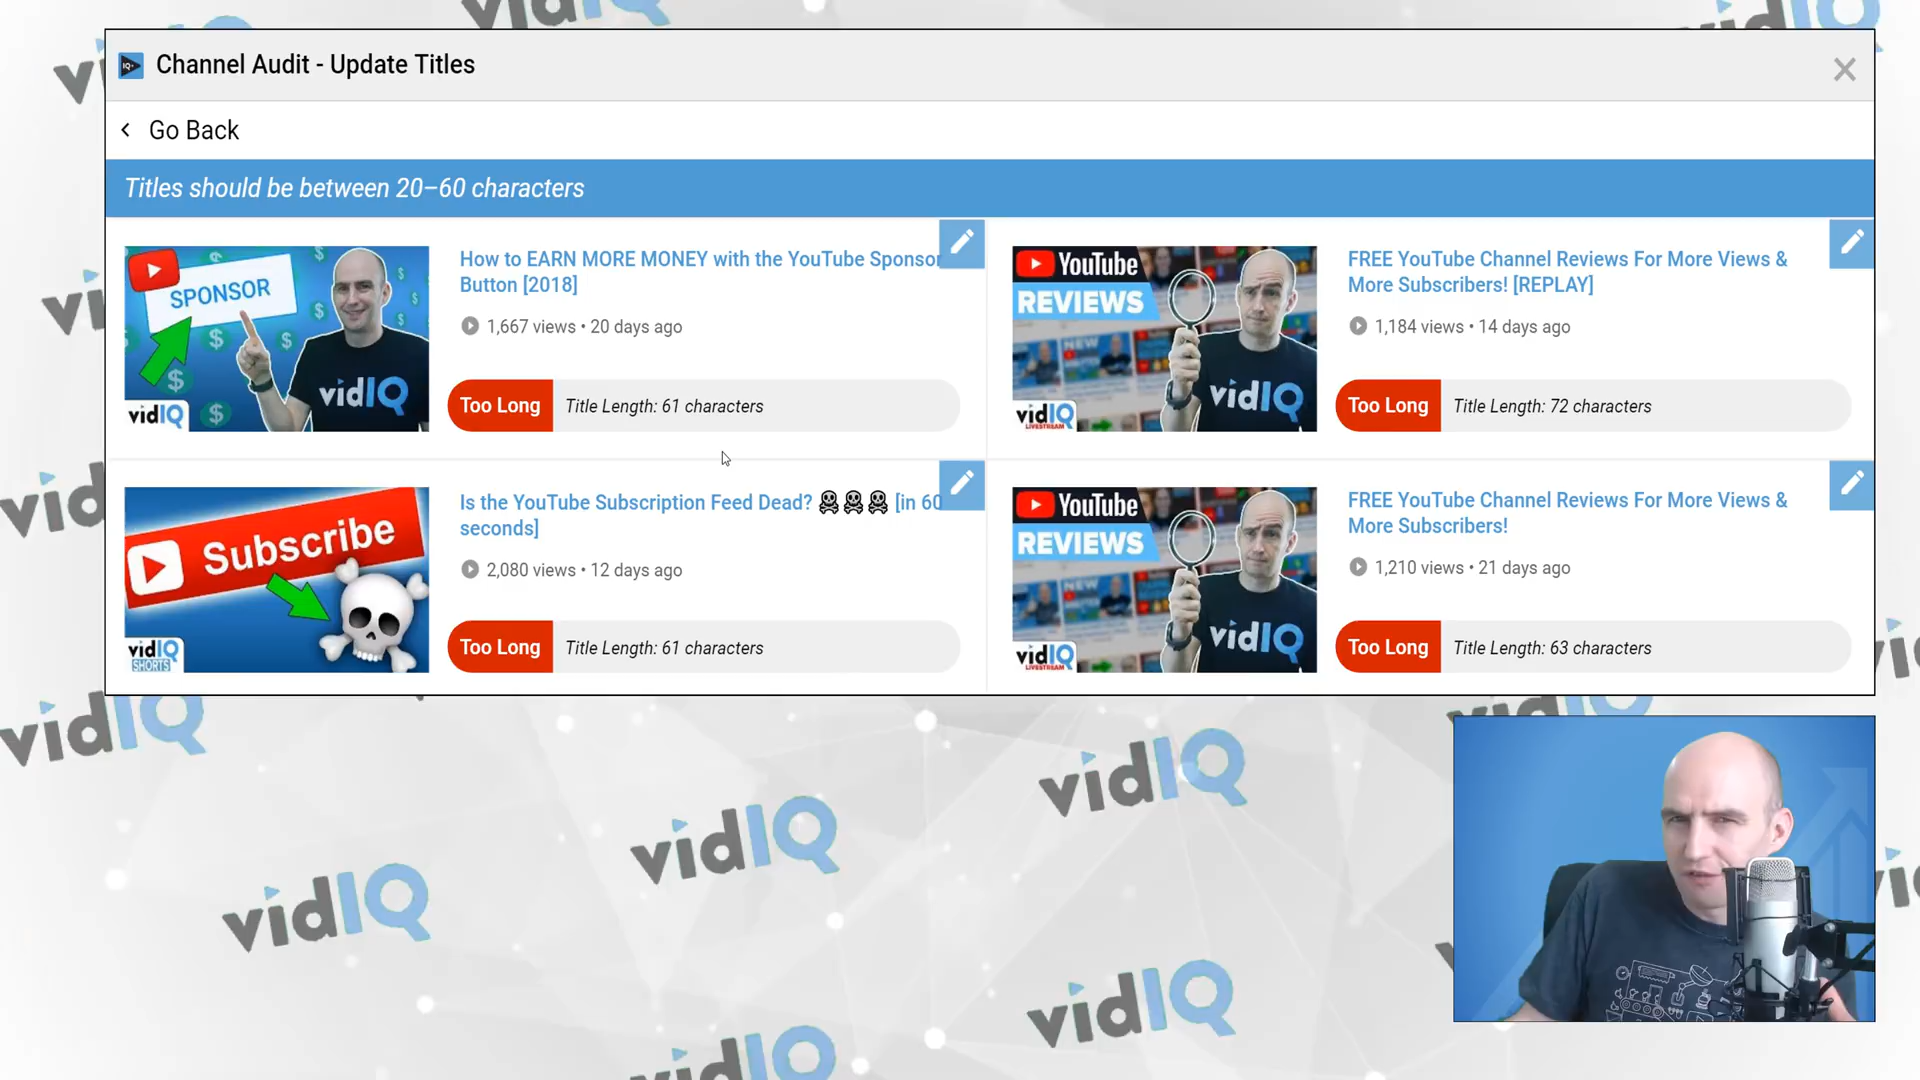 Channel Audit - Update Titles
Go Back
Titles should be between 20–60 characters
SPONSOR
vidIQ
vidIQ
How to EARN MORE MONEY with the YouTube Sponsor
Button [2018]
1,667 views • 20 days ago
Too Long
Title Length: 61 characters
YouTube
REVIEWS
vidIQ
vidIQ
LIVESTREAM
FREE YouTube Channel Reviews For More Views &
More Subscribers! [REPLAY]
1,184 views • 14 days ago
Too Long
Title Length: 72 characters
Subscribe
vidIQ
SHORTS
Is the YouTube Subscription Feed Dead? ☠☠☠ [in 60
seconds]
2,080 views • 12 days ago
Too Long
Title Length: 61 characters
YouTube
REVIEWS
vidIQ
vidIQ
LIVESTREAM
FREE YouTube Channel Reviews For More Views &
More Subscribers!
1,210 views • 21 days ago
Too Long
Title Length: 63 characters
vidIQ
vidIQ
vidIQ
vidIQ
vidIQ
vidIQ